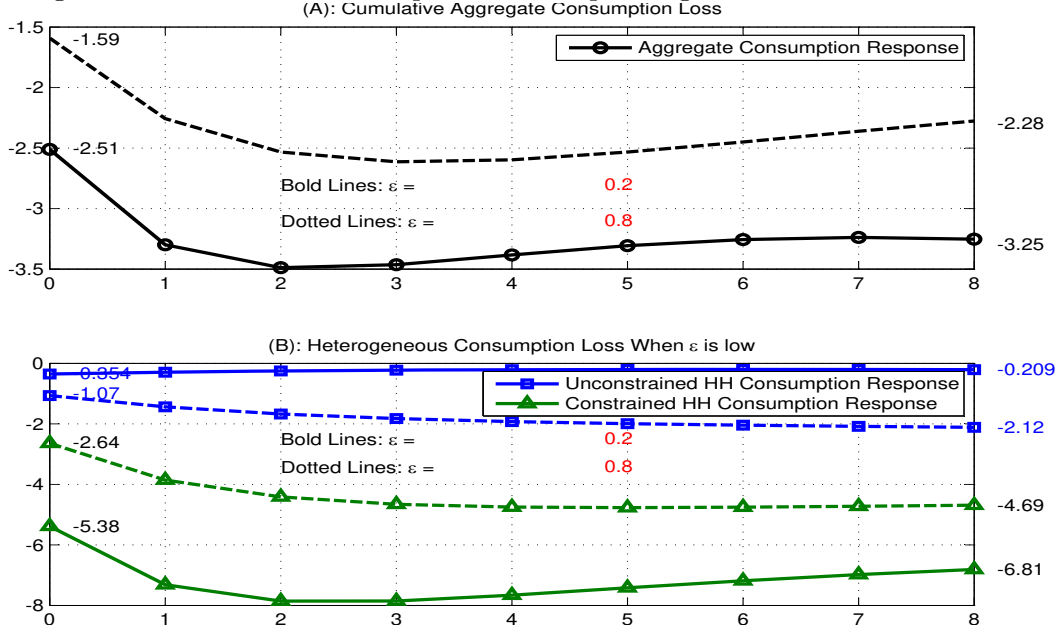 (A): Cumulative Aggregate Consumption Loss
-1.5
-1.59
Aggregate Consumption Response
-2
-2.28
-2.5
-2.51
Bold Lines: ε = 0.2
-3
Dotted Lines: ε = 0.8
-3.25
-3.5
0 1 2 3 4 5 6 7 8
(B): Heterogeneous Consumption Loss When ε is low
0
-0.354
-0.209
Unconstrained HH Consumption Response
-1.07
Constrained HH Consumption Response
-2
-2.12
Bold Lines: ε = 0.2
-2.64
Dotted Lines: ε = 0.8
-4
-4.69
-5.38
-6
-6.81
-8
0 1 2 3 4 5 6 7 8